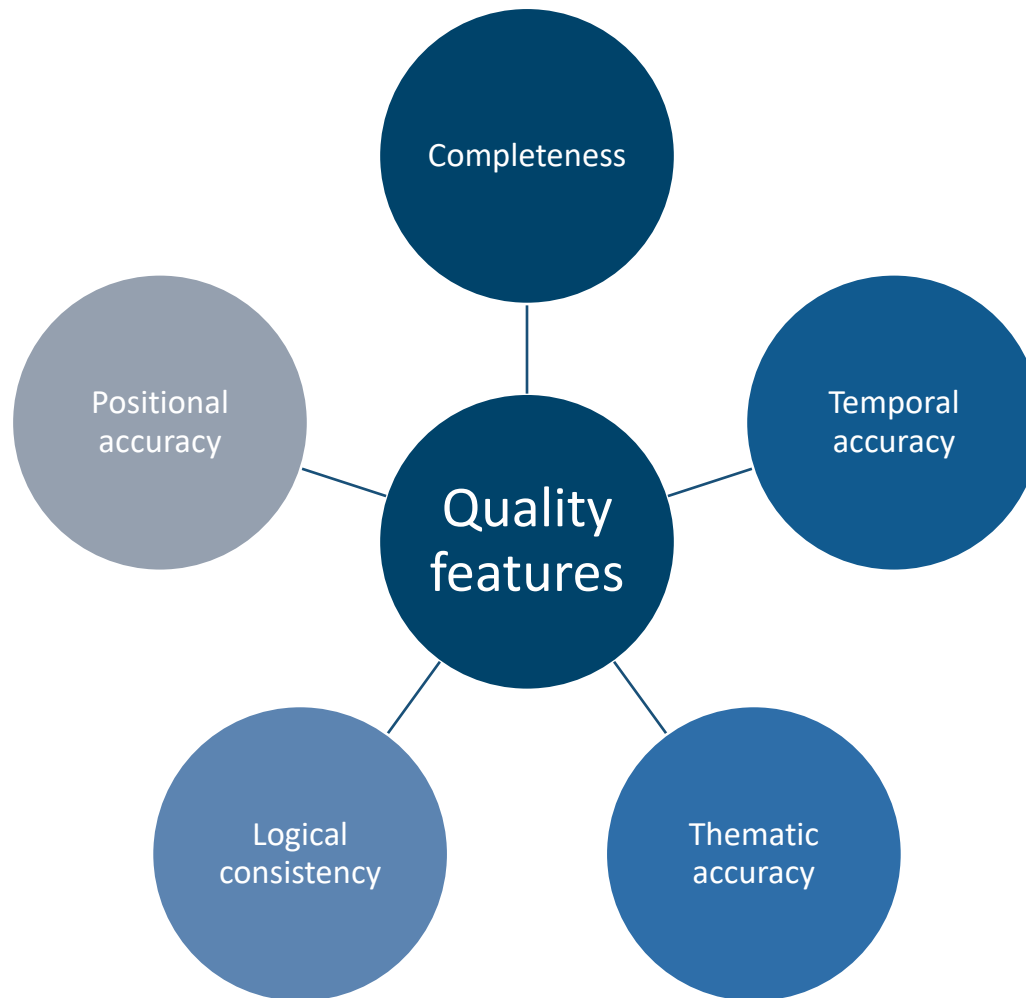 Completeness
Positional
accuracy
Temporal
accuracy
Quality
features
Logical
consistency
Thematic
accuracy